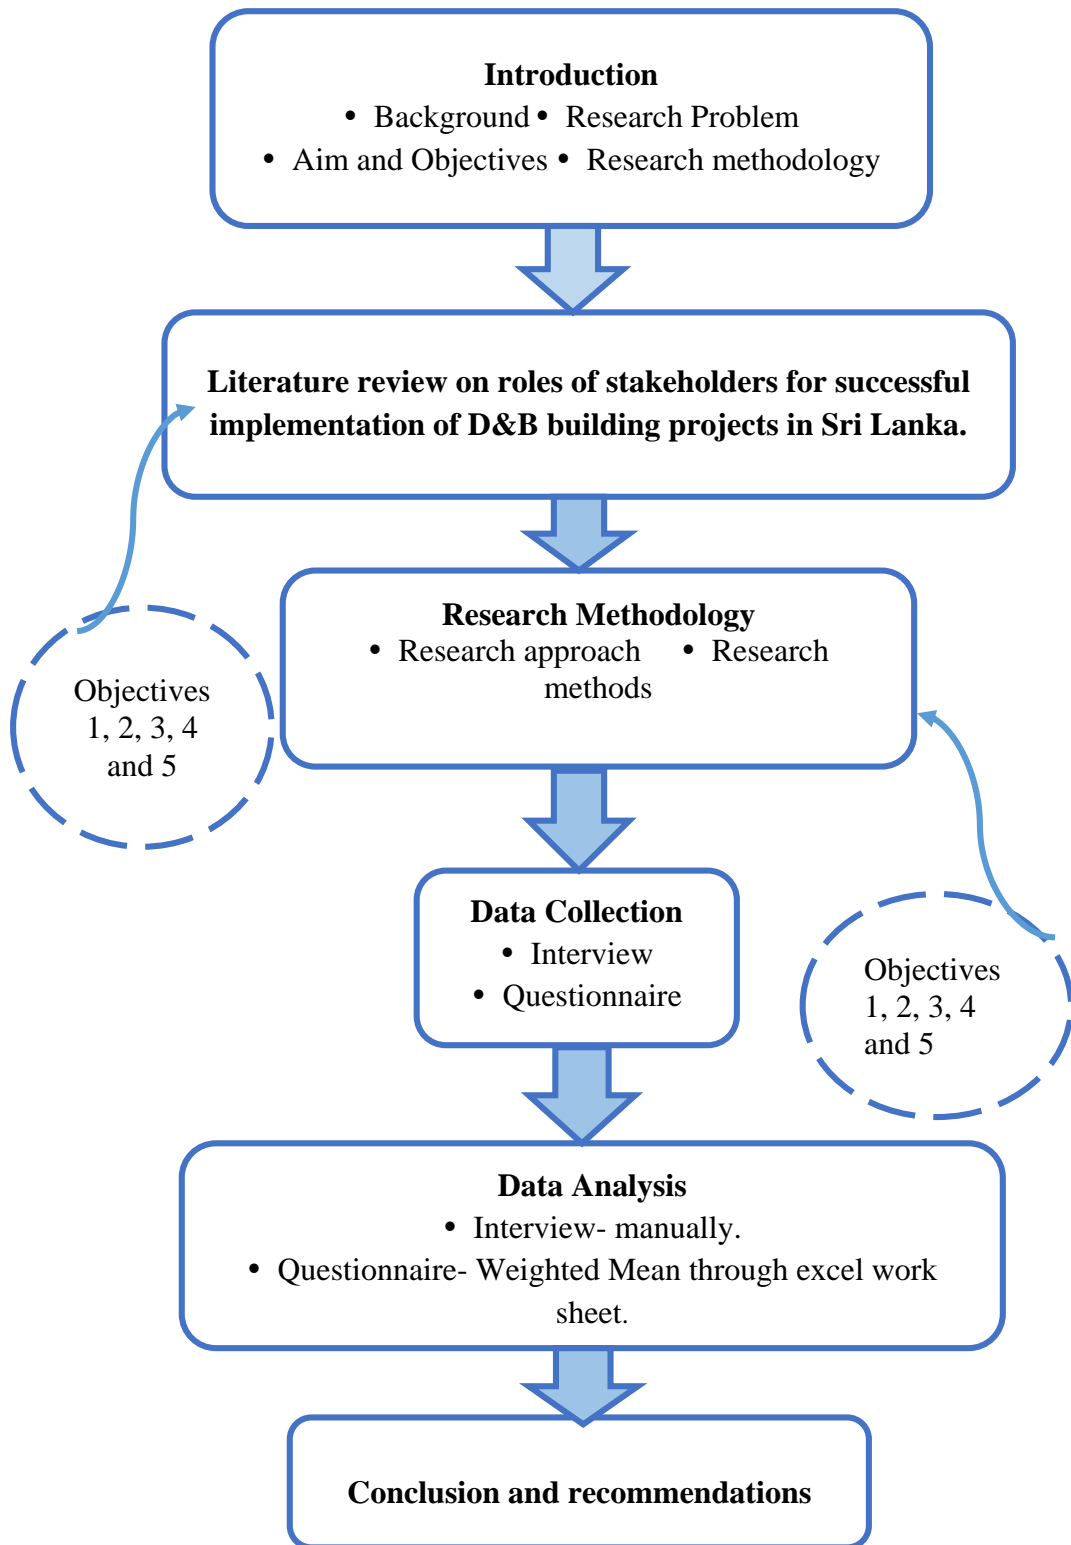 Introduction
• Background • Research Problem
• Aim and Objectives • Research methodology
Literature review on roles of stakeholders for successful
implementation of D&B building projects in Sri Lanka.
Research Methodology
• Research approach • Research
methods
Objectives
1, 2, 3, 4
and 5
Data Collection
• Interview
• Questionnaire
Objectives
1, 2, 3, 4
and 5
Data Analysis
• Interview- manually.
• Questionnaire- Weighted Mean through excel work
sheet.
Conclusion and recommendations